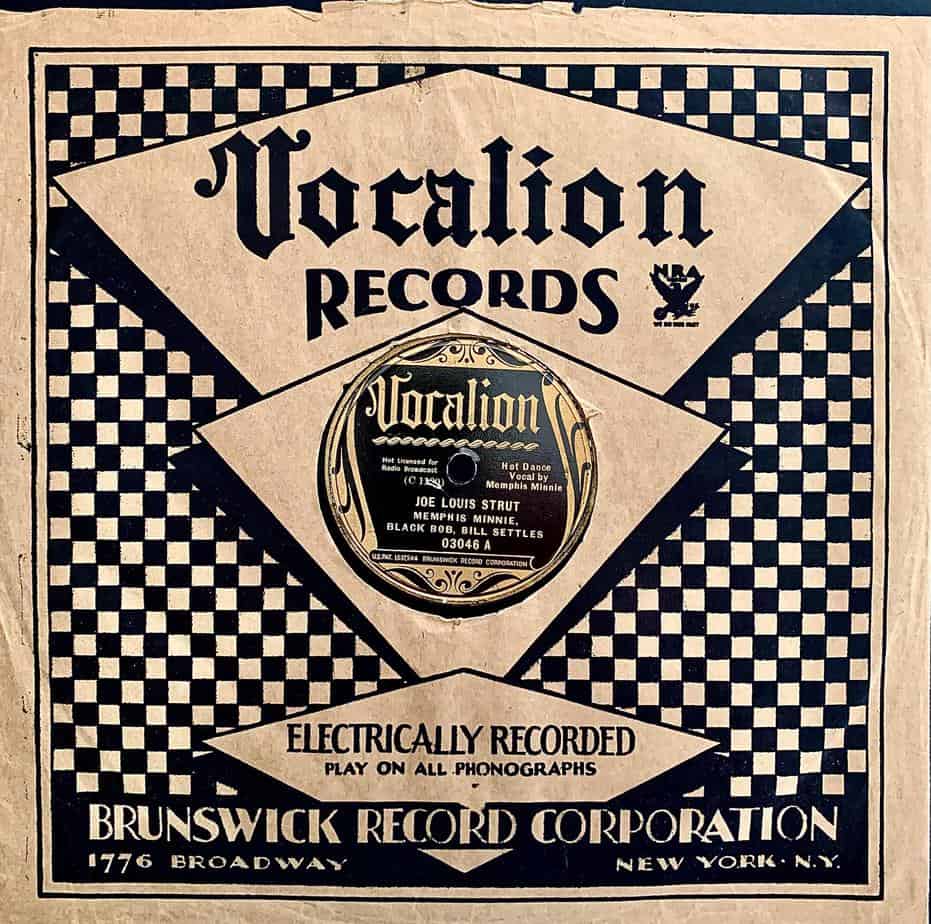 Vocalion
RECORDS
NRA
Vocalion
Not Licensed for
Radio Broadcast
Hot Dance
Vocal by
Memphis Minnie
JOE LOUIS STRUT
MEMPHIS MINNIE,
BLACK BOB, BILL SETTLES
03046 A
BRUNSWICK RECORD CORPORATION
ELECTRICALLY RECORDED
PLAY ON ALL PHONOGRAPHS
BRUNSWICK RECORD CORPORATION
1776 BROADWAY
NEW YORK · N.Y.